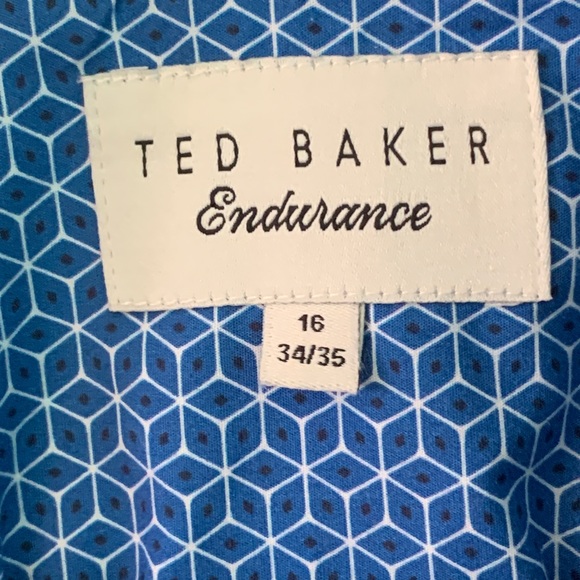 TED BAKER
Endurance
16
34/35